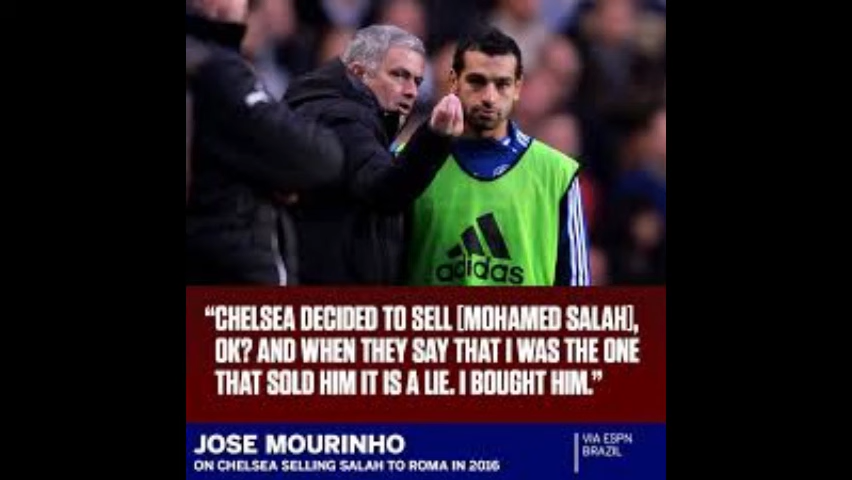 adidas
“CHELSEA DECIDED TO SELL [MOHAMED SALAH],
OK? AND WHEN THEY SAY THAT I WAS THE ONE
THAT SOLD HIM IT IS A LIE. I BOUGHT HIM.”
JOSE MOURINHO
ON CHELSEA SELLING SALAH TO ROMA IN 2016
VIA ESPN
BRAZIL